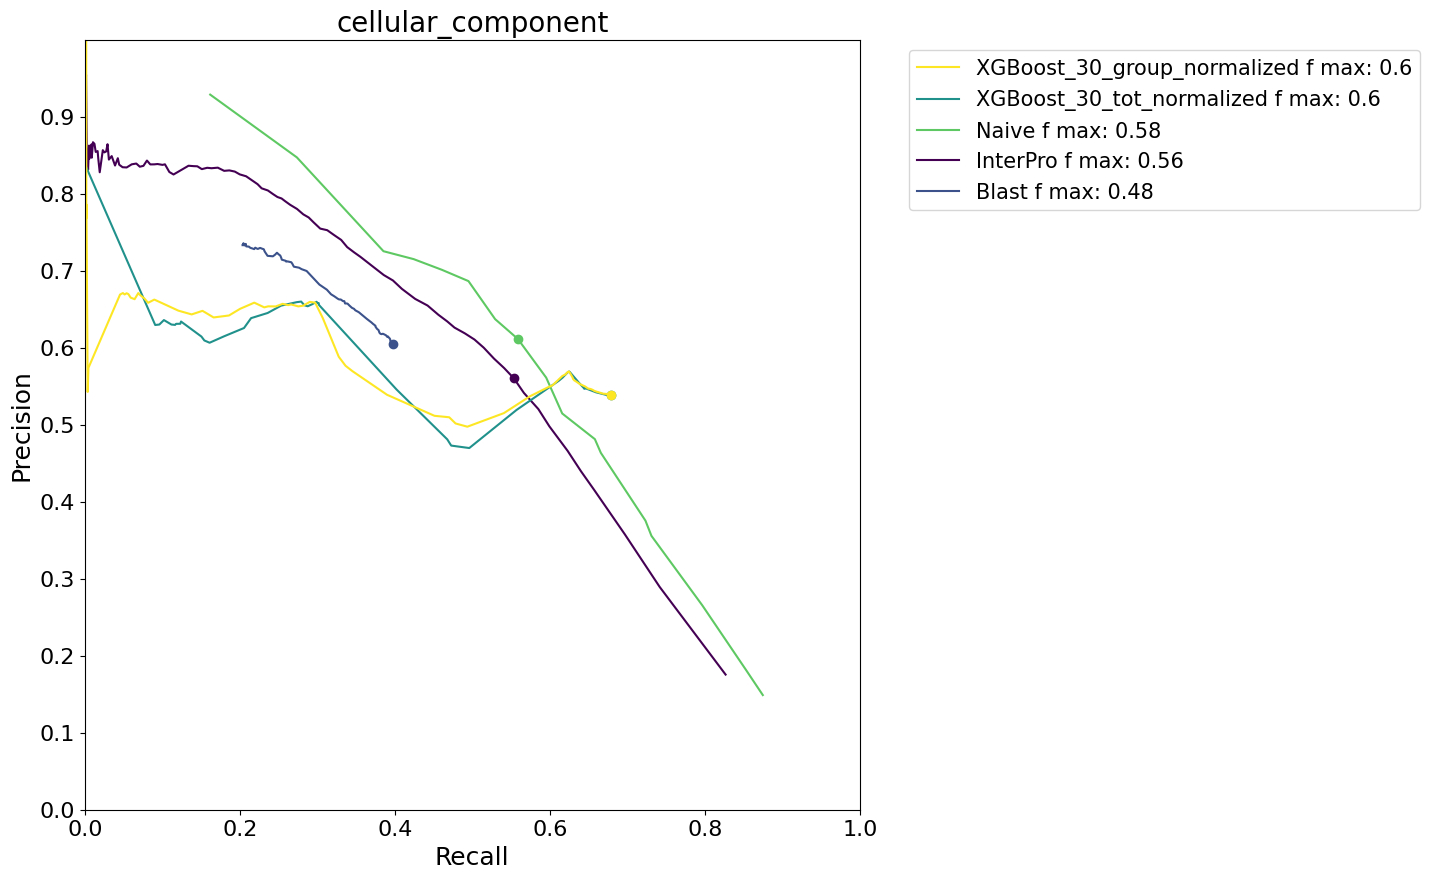 cellular_component
XGBoost_30_group_normalized f max: 0.6
XGBoost_30_tot_normalized f max: 0.6
Naive f max: 0.58
InterPro f max: 0.56
Blast f max: 0.48
Precision
0.9
0.8
0.7
0.6
0.5
0.4
0.3
0.2
0.1
0.0
0.0 0.2 0.4 0.6 0.8 1.0
Recall